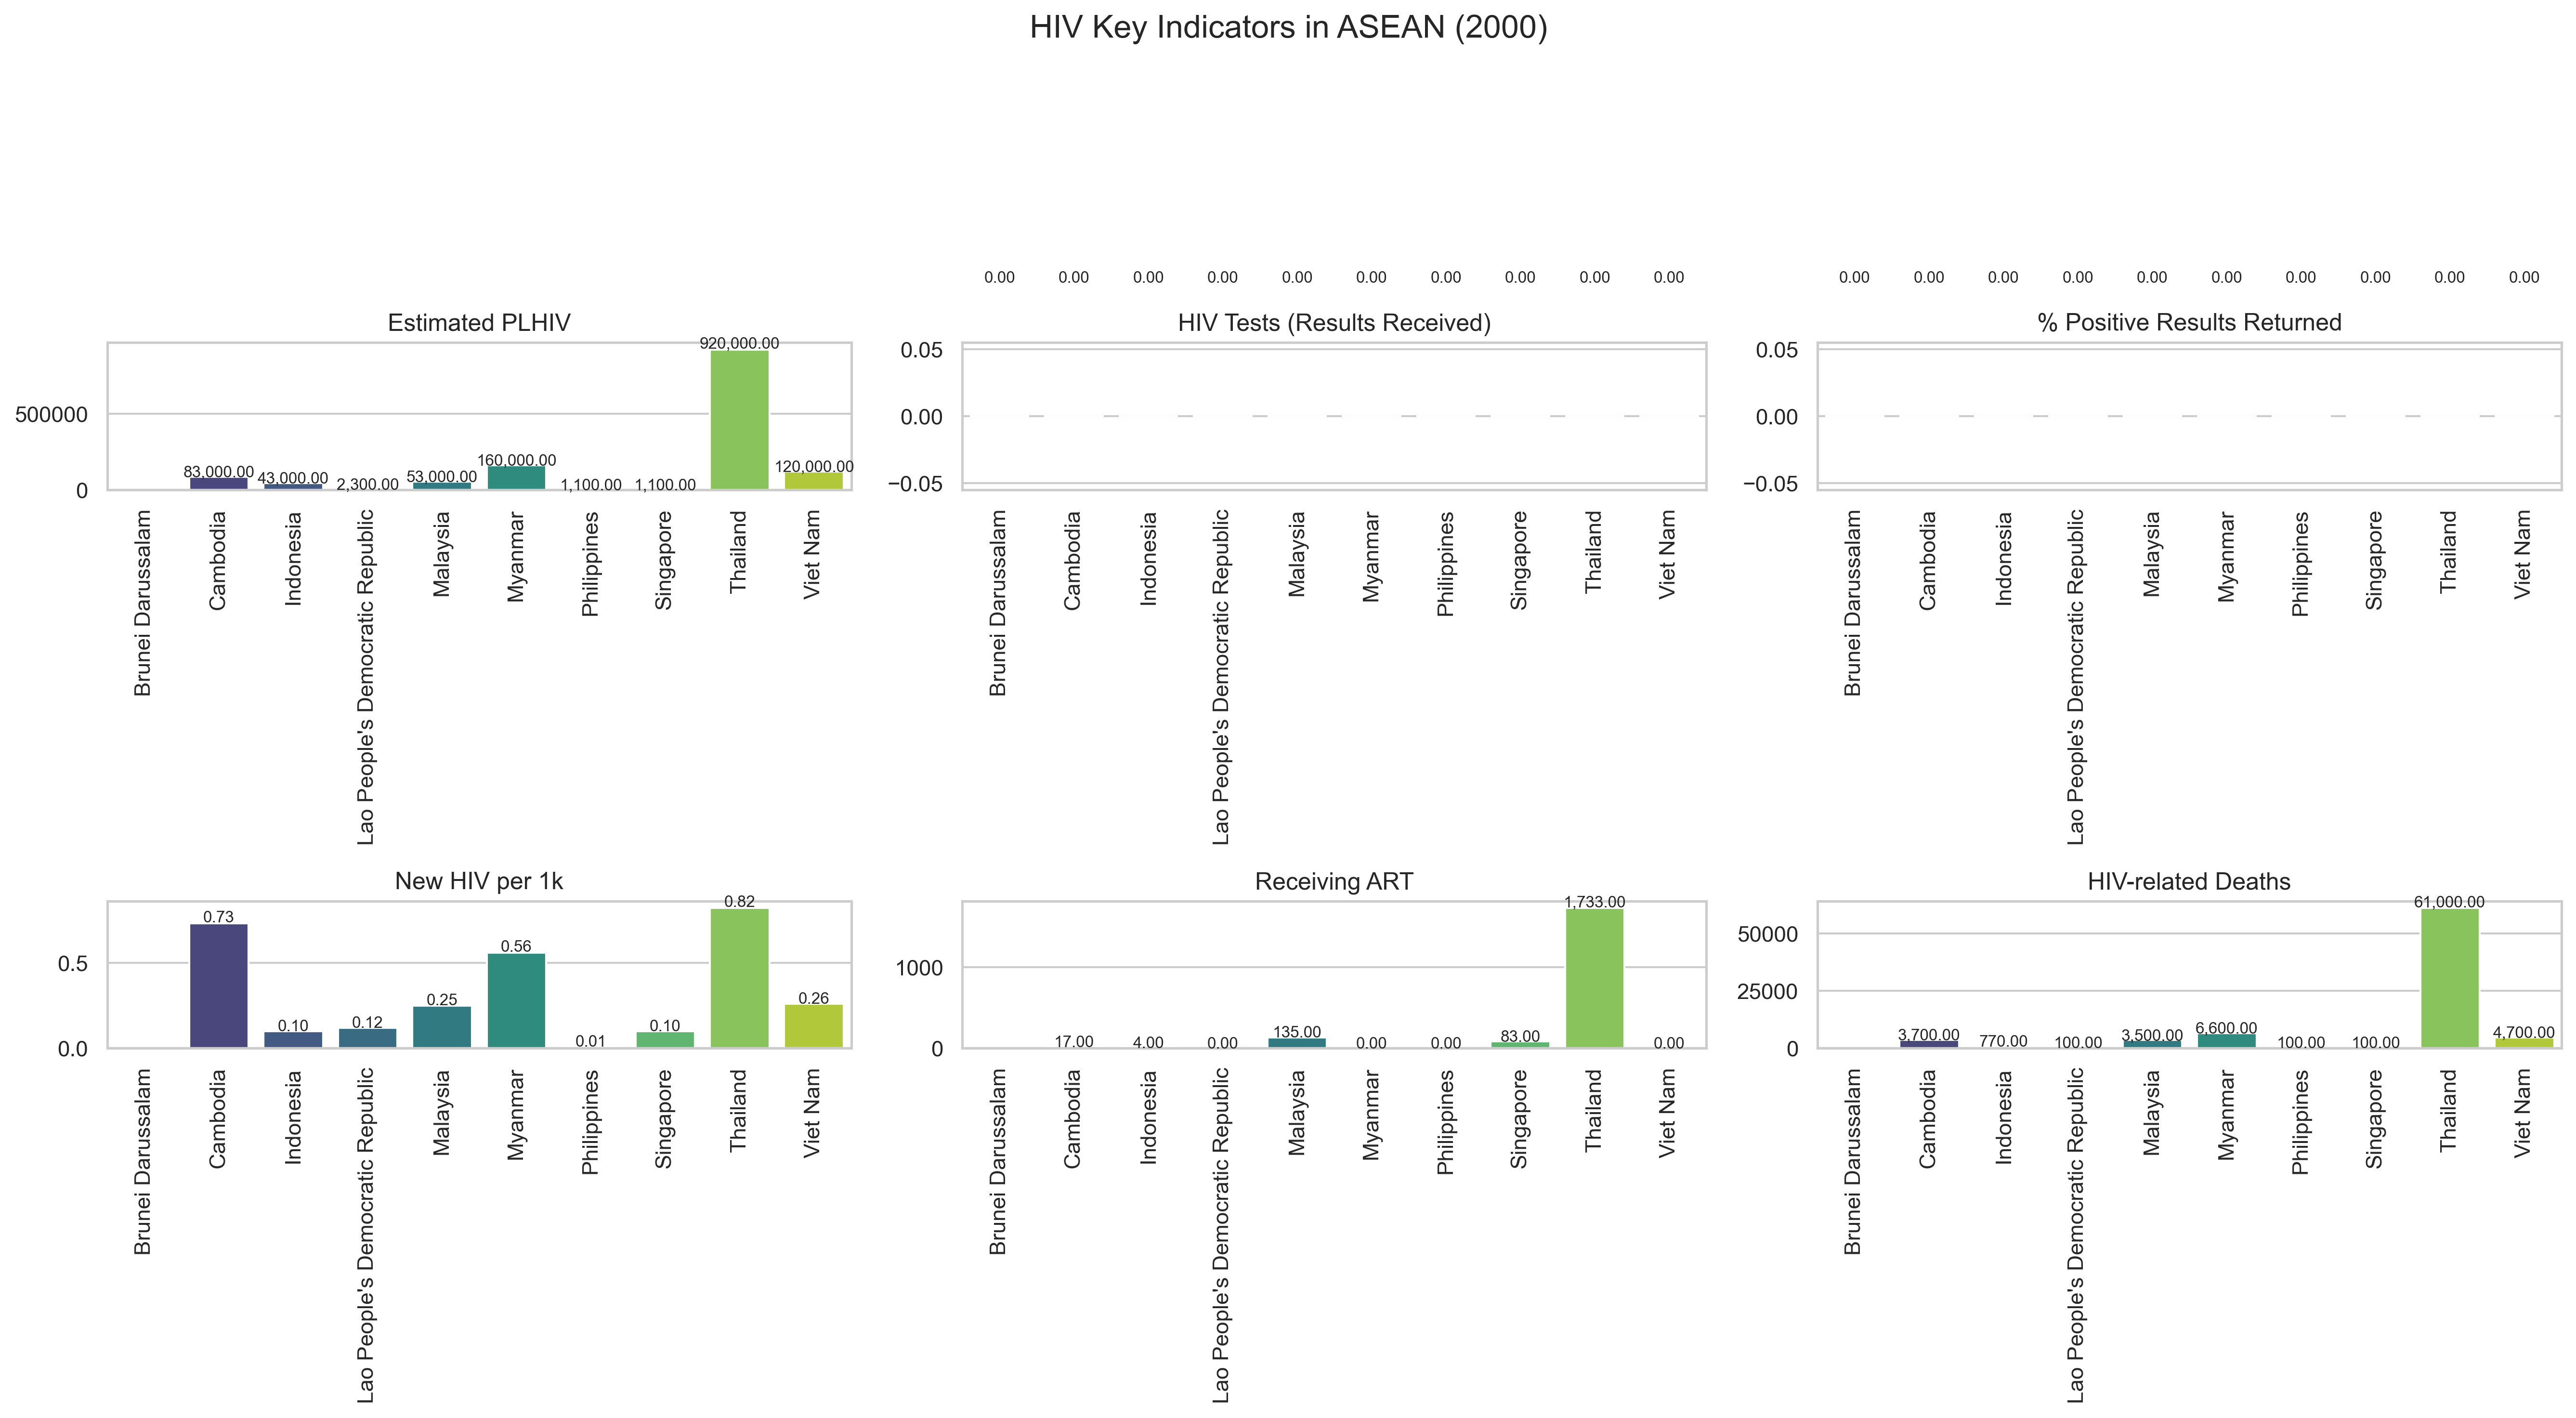 HIV Key Indicators in ASEAN (2000)
Estimated PLHIV
500000
0
83,000.00 43,000.00 2,300.00 53,000.00 160,000.00 1,100.00 1,100.00 920,000.00 120,000.00
Brunei Darussalam
Cambodia
Indonesia
Lao People's Democratic Republic
Malaysia
Myanmar
Philippines
Singapore
Thailand
Viet Nam
0.00 0.00 0.00 0.00 0.00 0.00 0.00 0.00 0.00 0.00
HIV Tests (Results Received)
0.05
0.00
−0.05
Brunei Darussalam
Cambodia
Indonesia
Lao People's Democratic Republic
Malaysia
Myanmar
Philippines
Singapore
Thailand
Viet Nam
0.00 0.00 0.00 0.00 0.00 0.00 0.00 0.00 0.00 0.00
% Positive Results Returned
0.05
0.00
−0.05
Brunei Darussalam
Cambodia
Indonesia
Lao People's Democratic Republic
Malaysia
Myanmar
Philippines
Singapore
Thailand
Viet Nam
New HIV per 1k
0.5
0.0
0.73 0.10 0.12 0.25 0.56 0.01 0.10 0.82 0.26
Brunei Darussalam
Cambodia
Indonesia
Lao People's Democratic Republic
Malaysia
Myanmar
Philippines
Singapore
Thailand
Viet Nam
Receiving ART
1000
0
17.00 4.00 0.00 135.00 0.00 0.00 83.00 1,733.00 0.00
Brunei Darussalam
Cambodia
Indonesia
Lao People's Democratic Republic
Malaysia
Myanmar
Philippines
Singapore
Thailand
Viet Nam
HIV-related Deaths
50000
25000
0
3,700.00 770.00 100.00 3,500.00 6,600.00 100.00 100.00 61,000.00 4,700.00
Brunei Darussalam
Cambodia
Indonesia
Lao People's Democratic Republic
Malaysia
Myanmar
Philippines
Singapore
Thailand
Viet Nam